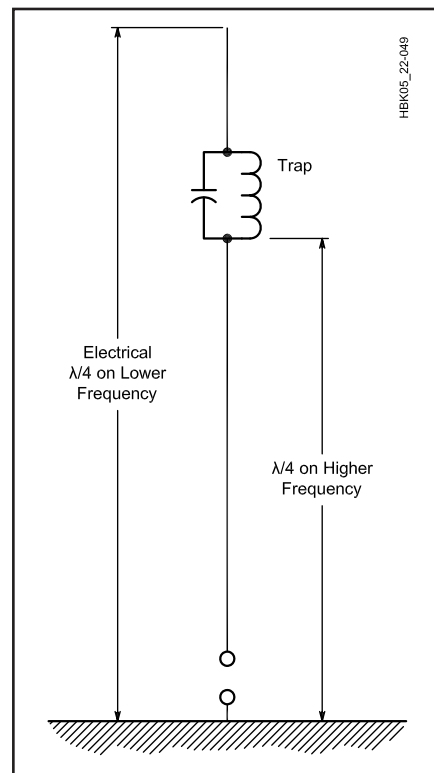 HBK05_22-049
Trap
Electrical
λ/4 on Lower
Frequency
λ/4 on Higher
Frequency